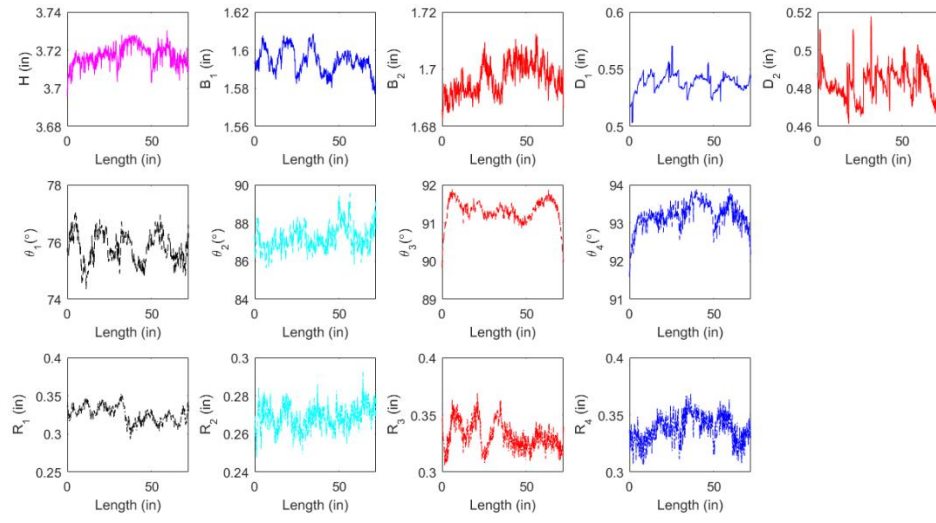 3.74
3.72
3.7
3.68
H (in)
0
50
Length (in)
1.62
1.6
1.58
1.56
B1 (in)
0
50
Length (in)
1.72
1.7
1.68
B2 (in)
0
50
Length (in)
0.6
0.55
0.5
D1 (in)
0
50
Length (in)
0.52
0.5
0.48
0.46
D2 (in)
0
50
Length (in)
78
76
74
θ1(°)
0
50
Length (in)
90
88
86
84
θ2(°)
0
50
Length (in)
92
91
90
89
θ3(°)
0
50
Length (in)
94
93
92
91
θ4(°)
0
50
Length (in)
0.4
0.35
0.3
0.25
R1 (in)
0
50
Length (in)
0.3
0.28
0.26
0.24
R2 (in)
0
50
Length (in)
0.4
0.35
0.3
R3 (in)
0
50
Length (in)
0.4
0.35
0.3
R4 (in)
0
50
Length (in)